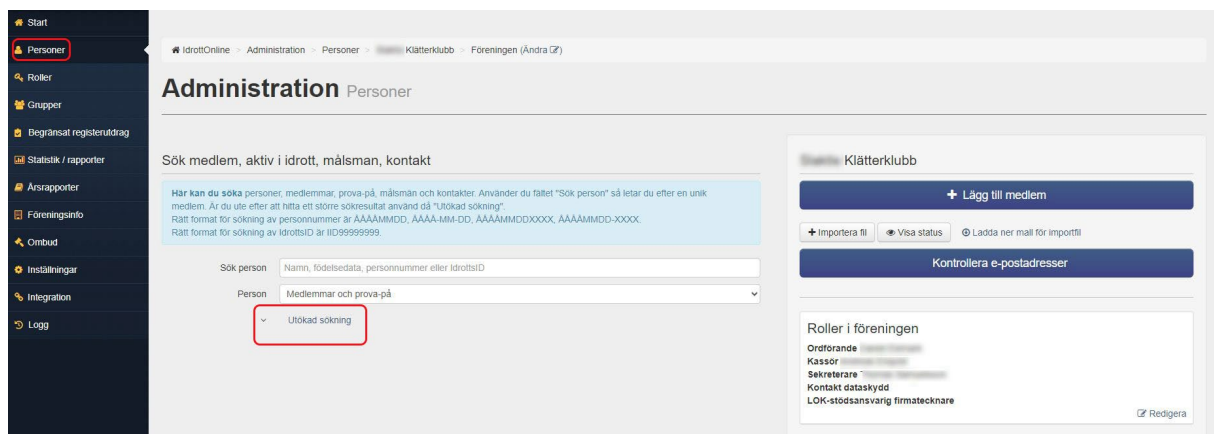 Start
Personer
Roller
Grupper
Begränsat registerutdrag
Statistik / rapporter
Årsrapporter
Föreningsinfo
Ombud
Inställningar
Integration
Logg
IdrottOnline > Administration > Personer > Klätterklubb > Föreningen (Ändra)
Administration Personer
Sök medlem, aktiv i idrott, målsman, kontakt
Här kan du söka personer, medlemmar, prova-på, målsmän och kontakter. Använder du fältet "Sök person" så letar du efter en unik
medlem. Är du ute efter att hitta ett större sökresultat använd då "Utökad sökning".
Rätt format för sökning av personnummer är ÅÅÅÅMMDD, ÅÅÅÅ-MM-DD, ÅÅÅÅMMDDXXXX, ÅÅÅÅMMDD-XXXX.
Rätt format för sökning av IdrottsID är IID99999999.
Sök person Namn, födelsedata, personnummer eller IdrottsID
Person Medlemmar och prova-på
Utökad sökning
Klätterklubb
+ Lägg till medlem
+ Importera fil Visa status Ladda ner mall för importfil
Kontrollera e-postadresser
Roller i föreningen
Ordförande
Kassör
Sekreterare
Kontakt dataskydd
LOK-stödsansvarig firmatecknare
Redigera